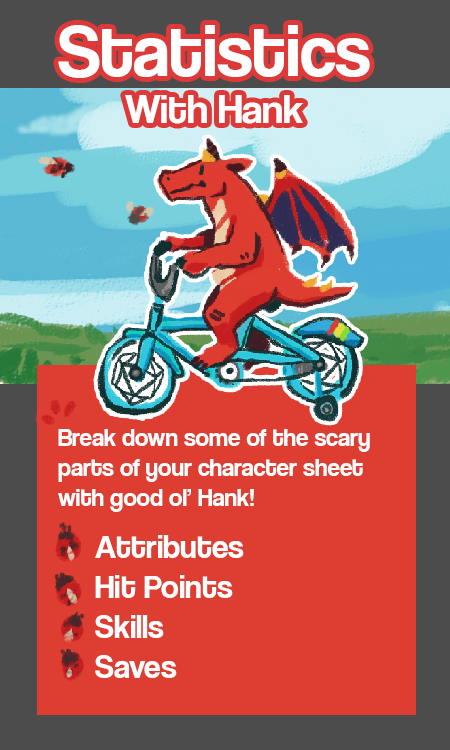 Statistics
With Hank
Break down some of the scary
parts of your character sheet
with good ol' Hank!
Attributes
Hit Points
Skills
Saves